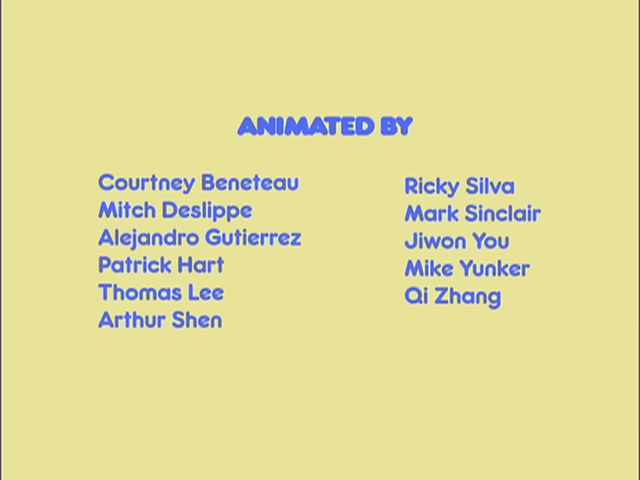 ANIMATED BY
Courtney Beneteau
Mitch Deslippe
Alejandro Gutierrez
Patrick Hart
Thomas Lee
Arthur Shen
Ricky Silva
Mark Sinclair
Jiwon You
Mike Yunker
Qi Zhang